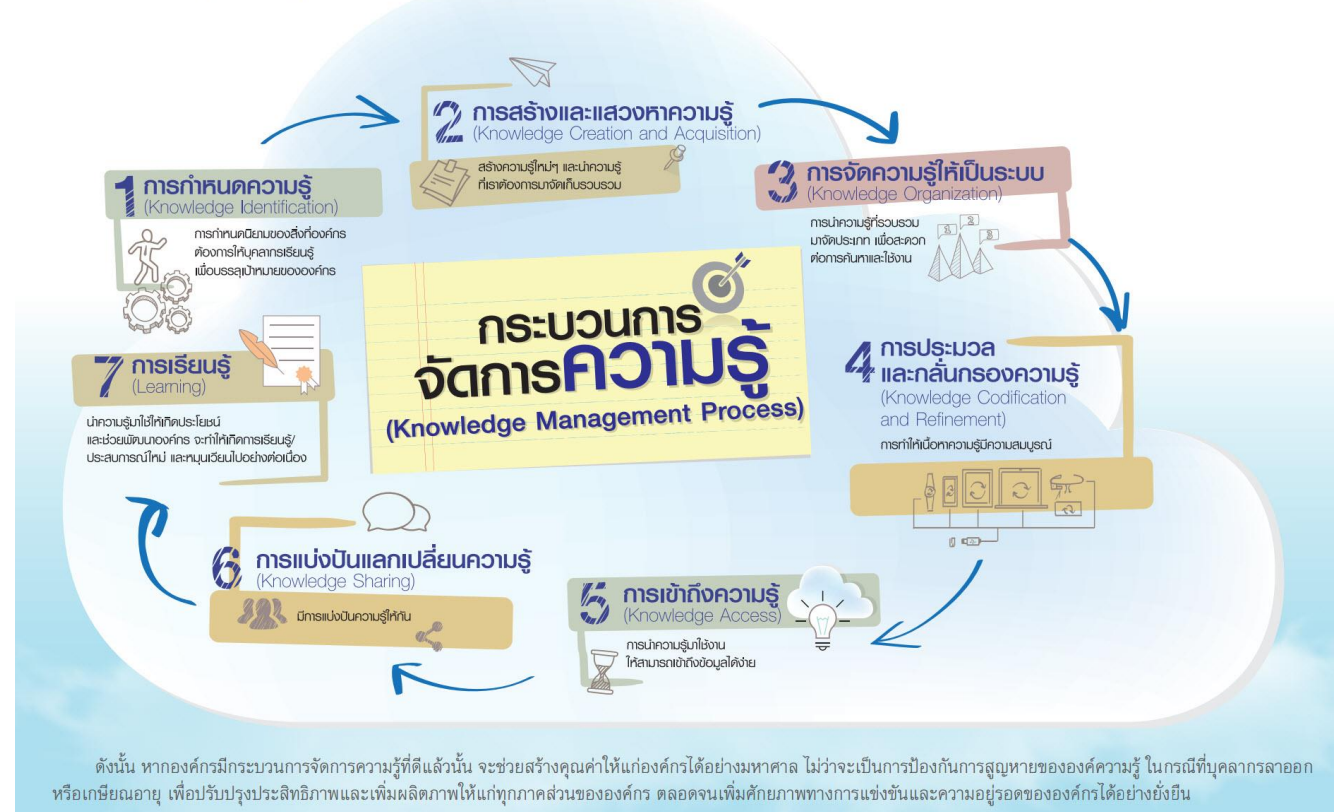 กระบวนการ
จัดการความรู้
(Knowledge Management Process)
1 การกำหนดความรู้
(Knowledge Identification)
การกำหนดนิยามของสิ่งที่องค์กร
ต้องการให้บุคลากรเรียนรู้
เพื่อบรรลุเป้าหมายขององค์กร
2 การสร้างและแสวงหาความรู้
(Knowledge Creation and Acquisition)
สร้างความรู้ใหม่ๆ และนำความรู้
ที่เราต้องการมาจัดเก็บรวบรวม
3 การจัดความรู้ให้เป็นระบบ
(Knowledge Organization)
การนำความรู้ที่รวบรวม
มาจัดประเภท เพื่อสะดวก
ต่อการค้นหาและใช้งาน
1 2 3
4 การประมวล
และกลั่นกรองความรู้
(Knowledge Codification
and Refinement)
การทำให้เนื้อหาความรู้มีความสมบูรณ์
5 การเข้าถึงความรู้
(Knowledge Access)
การนำความรู้มาใช้งาน
ให้สามารถเข้าถึงข้อมูลได้ง่าย
6 การแบ่งปันแลกเปลี่ยนความรู้
(Knowledge Sharing)
มีการแบ่งปันความรู้ให้กัน
7 การเรียนรู้
(Learning)
นำความรู้มาใช้ให้เกิดประโยชน์
และช่วยพัฒนาองค์กร จะทำให้เกิดการเรียนรู้/
ประสบการณ์ใหม่ และหมุนเวียนไปอย่างต่อเนื่อง
ดังนั้น หากองค์กรมีกระบวนการจัดการความรู้ที่ดีแล้วนั้น จะช่วยสร้างคุณค่าให้แก่องค์กรได้อย่างมหาศาล ไม่ว่าจะเป็นการป้องกันการสูญหายขององค์ความรู้ ในกรณีที่บุคลากรลาออก
หรือเกษียณอายุ เพื่อปรับปรุงประสิทธิภาพและเพิ่มผลิตภาพให้แก่ทุกภาคส่วนขององค์กร ตลอดจนเพิ่มศักยภาพทางการแข่งขันและความอยู่รอดขององค์กรได้อย่างยั่งยืน